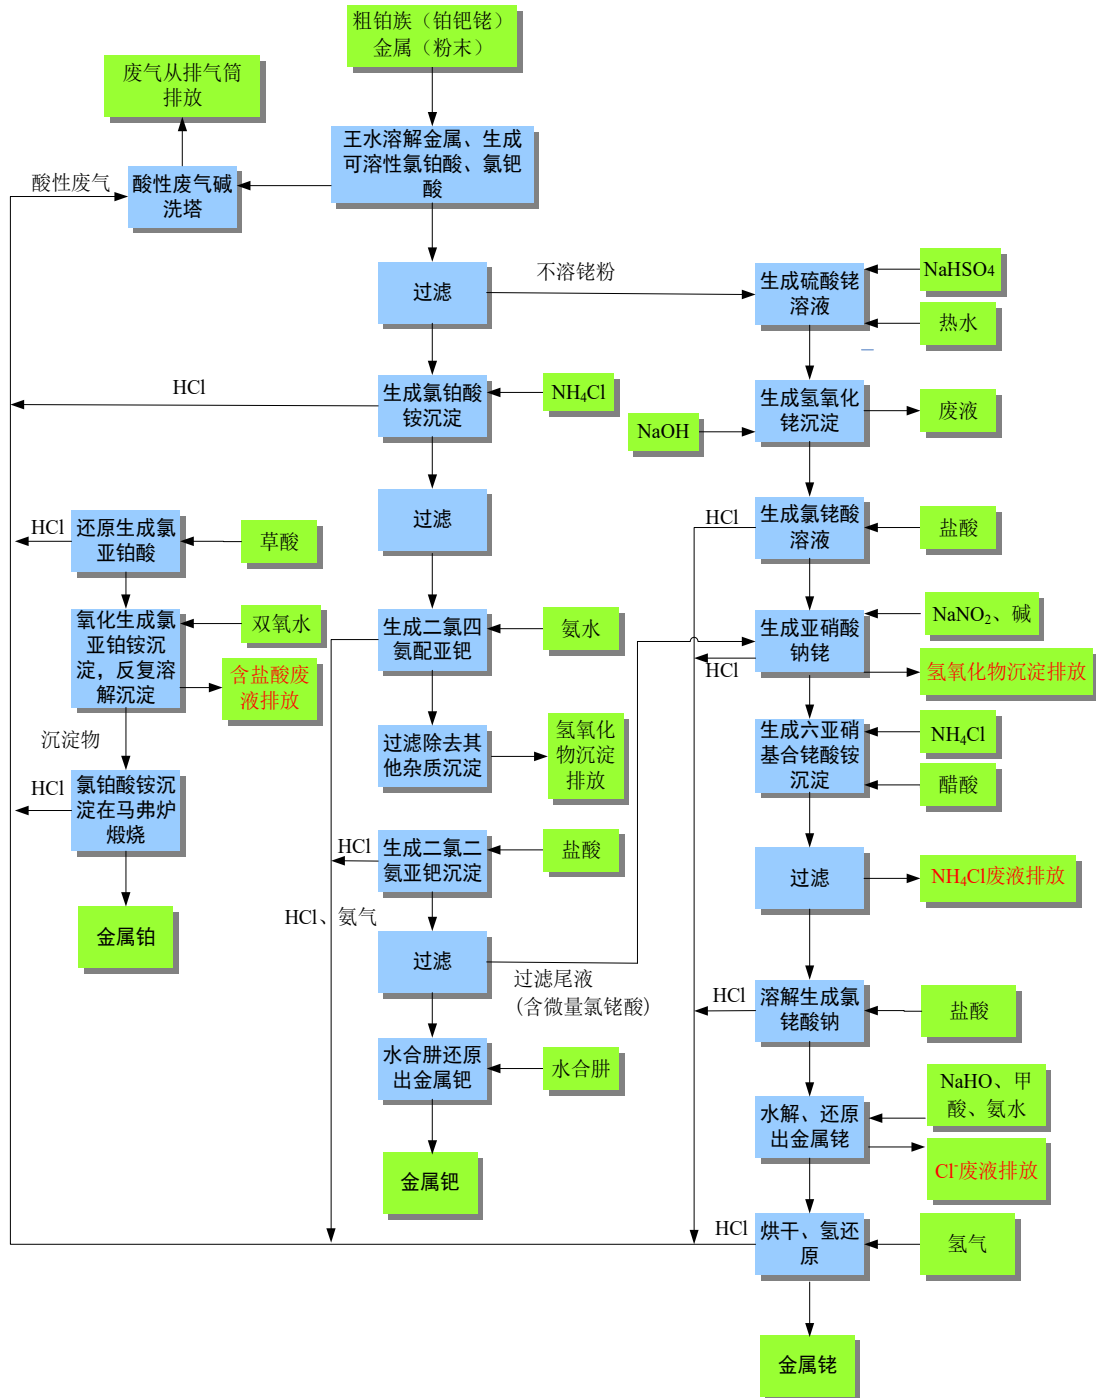 粗铂族（铂钯铑）
金属（粉末）
废气从排气筒
排放
王水溶解金属、生成
可溶性氯铂酸、氯钯
酸
酸性废气
酸性废气碱
洗塔
过滤
不溶铑粉
生成硫酸铑
溶液
NaHSO4
热水
HCl
生成氯铂酸
铵沉淀
NH₄Cl
NaOH
生成氢氧化
铑沉淀
废液
过滤
HCl
还原生成氯
亚铂酸
草酸
HCl
生成氯铑酸
溶液
盐酸
氧化生成氯
亚铂铵沉
淀，反复溶
解沉淀
双氧水
含盐酸废
液排放
生成二氯四
氨配亚钯
氨水
HCl
生成亚硝酸
钠铑
NaNO₂、碱
氢氧化物沉淀排放
沉淀物
过滤除去其
他杂质沉淀
氢氧化
物沉淀
排放
生成六亚硝
基合铑酸铵
沉淀
NH₄Cl
醋酸
HCl
氯铂酸铵沉
淀在马弗炉
煅烧
HCl
生成二氯二
氨亚钯沉淀
盐酸
过滤
NH₄Cl废液排放
金属铂
HCl、氨气
过滤
过滤尾液
(含微量氯铑酸)
HCl
溶解生成氯
铑酸钠
盐酸
水合肼还原
出金属钯
水合肼
水解、还原
出金属铑
NaHO、甲
酸、氨水
Cl⁻废液排放
金属钯
HCl
烘干、氢还
原
氢气
金属铑